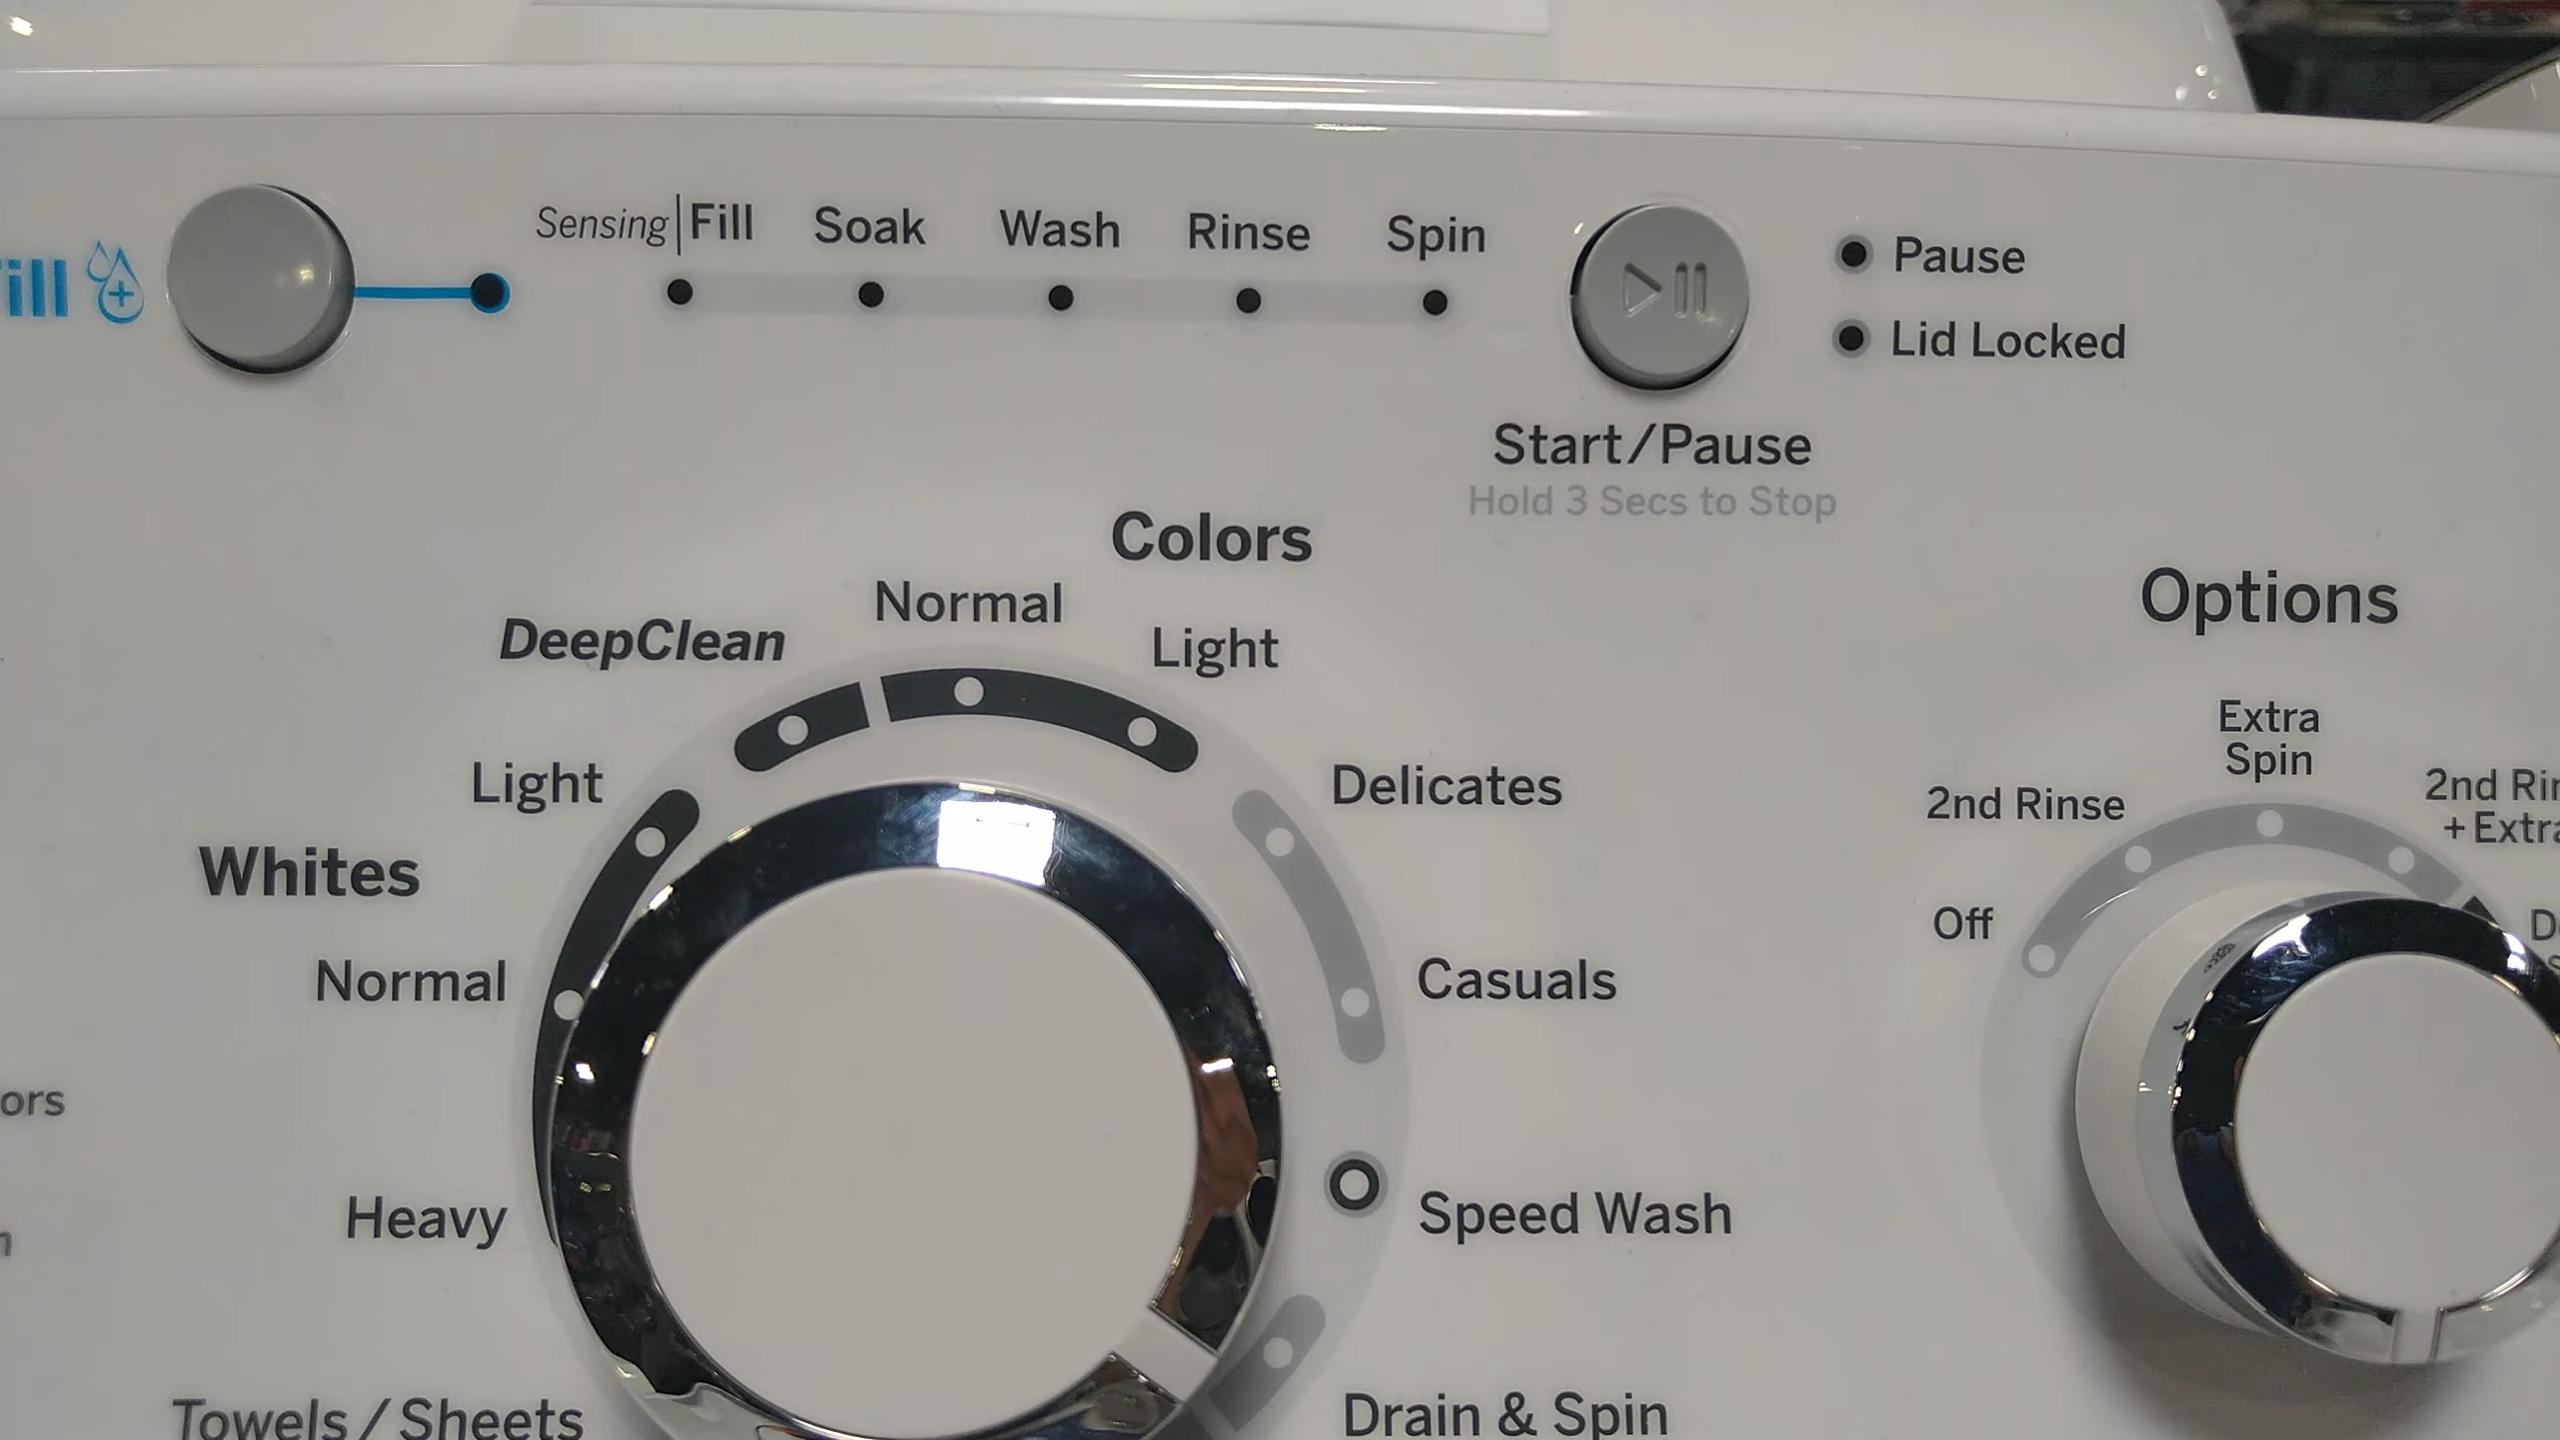 Sensing | Fill
Soak
Wash
Rinse
Spin
Pause
Lid Locked
Start/Pause
Hold 3 Secs to Stop
Colors
Normal
Light
DeepClean
Light
Whites
Normal
Heavy
Towels / Sheets
Delicates
Casuals
Speed Wash
Drain & Spin
Options
Extra
Spin
2nd Rinse
2nd
Off